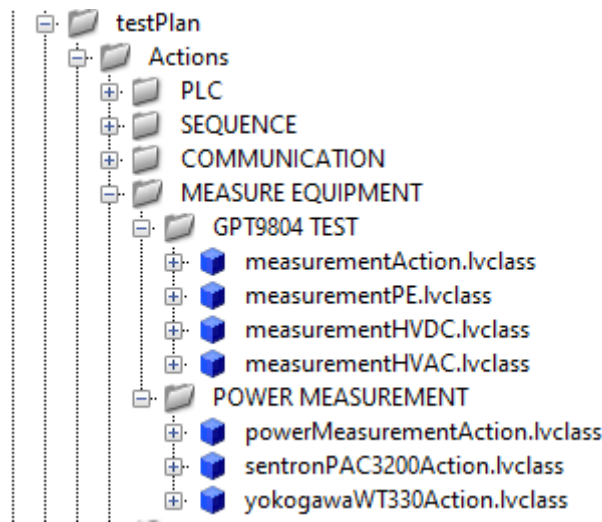 testPlan
Actions
PLC
SEQUENCE
COMMUNICATION
MEASURE EQUIPMENT
GPT9804 TEST
measurementAction.lvclass
measurementPE.lvclass
measurementHVDC.lvclass
measurementHVAC.lvclass
POWER MEASUREMENT
powerMeasurementAction.lvclass
sentronPAC3200Action.lvclass
yokogawaWT330Action.lvclass